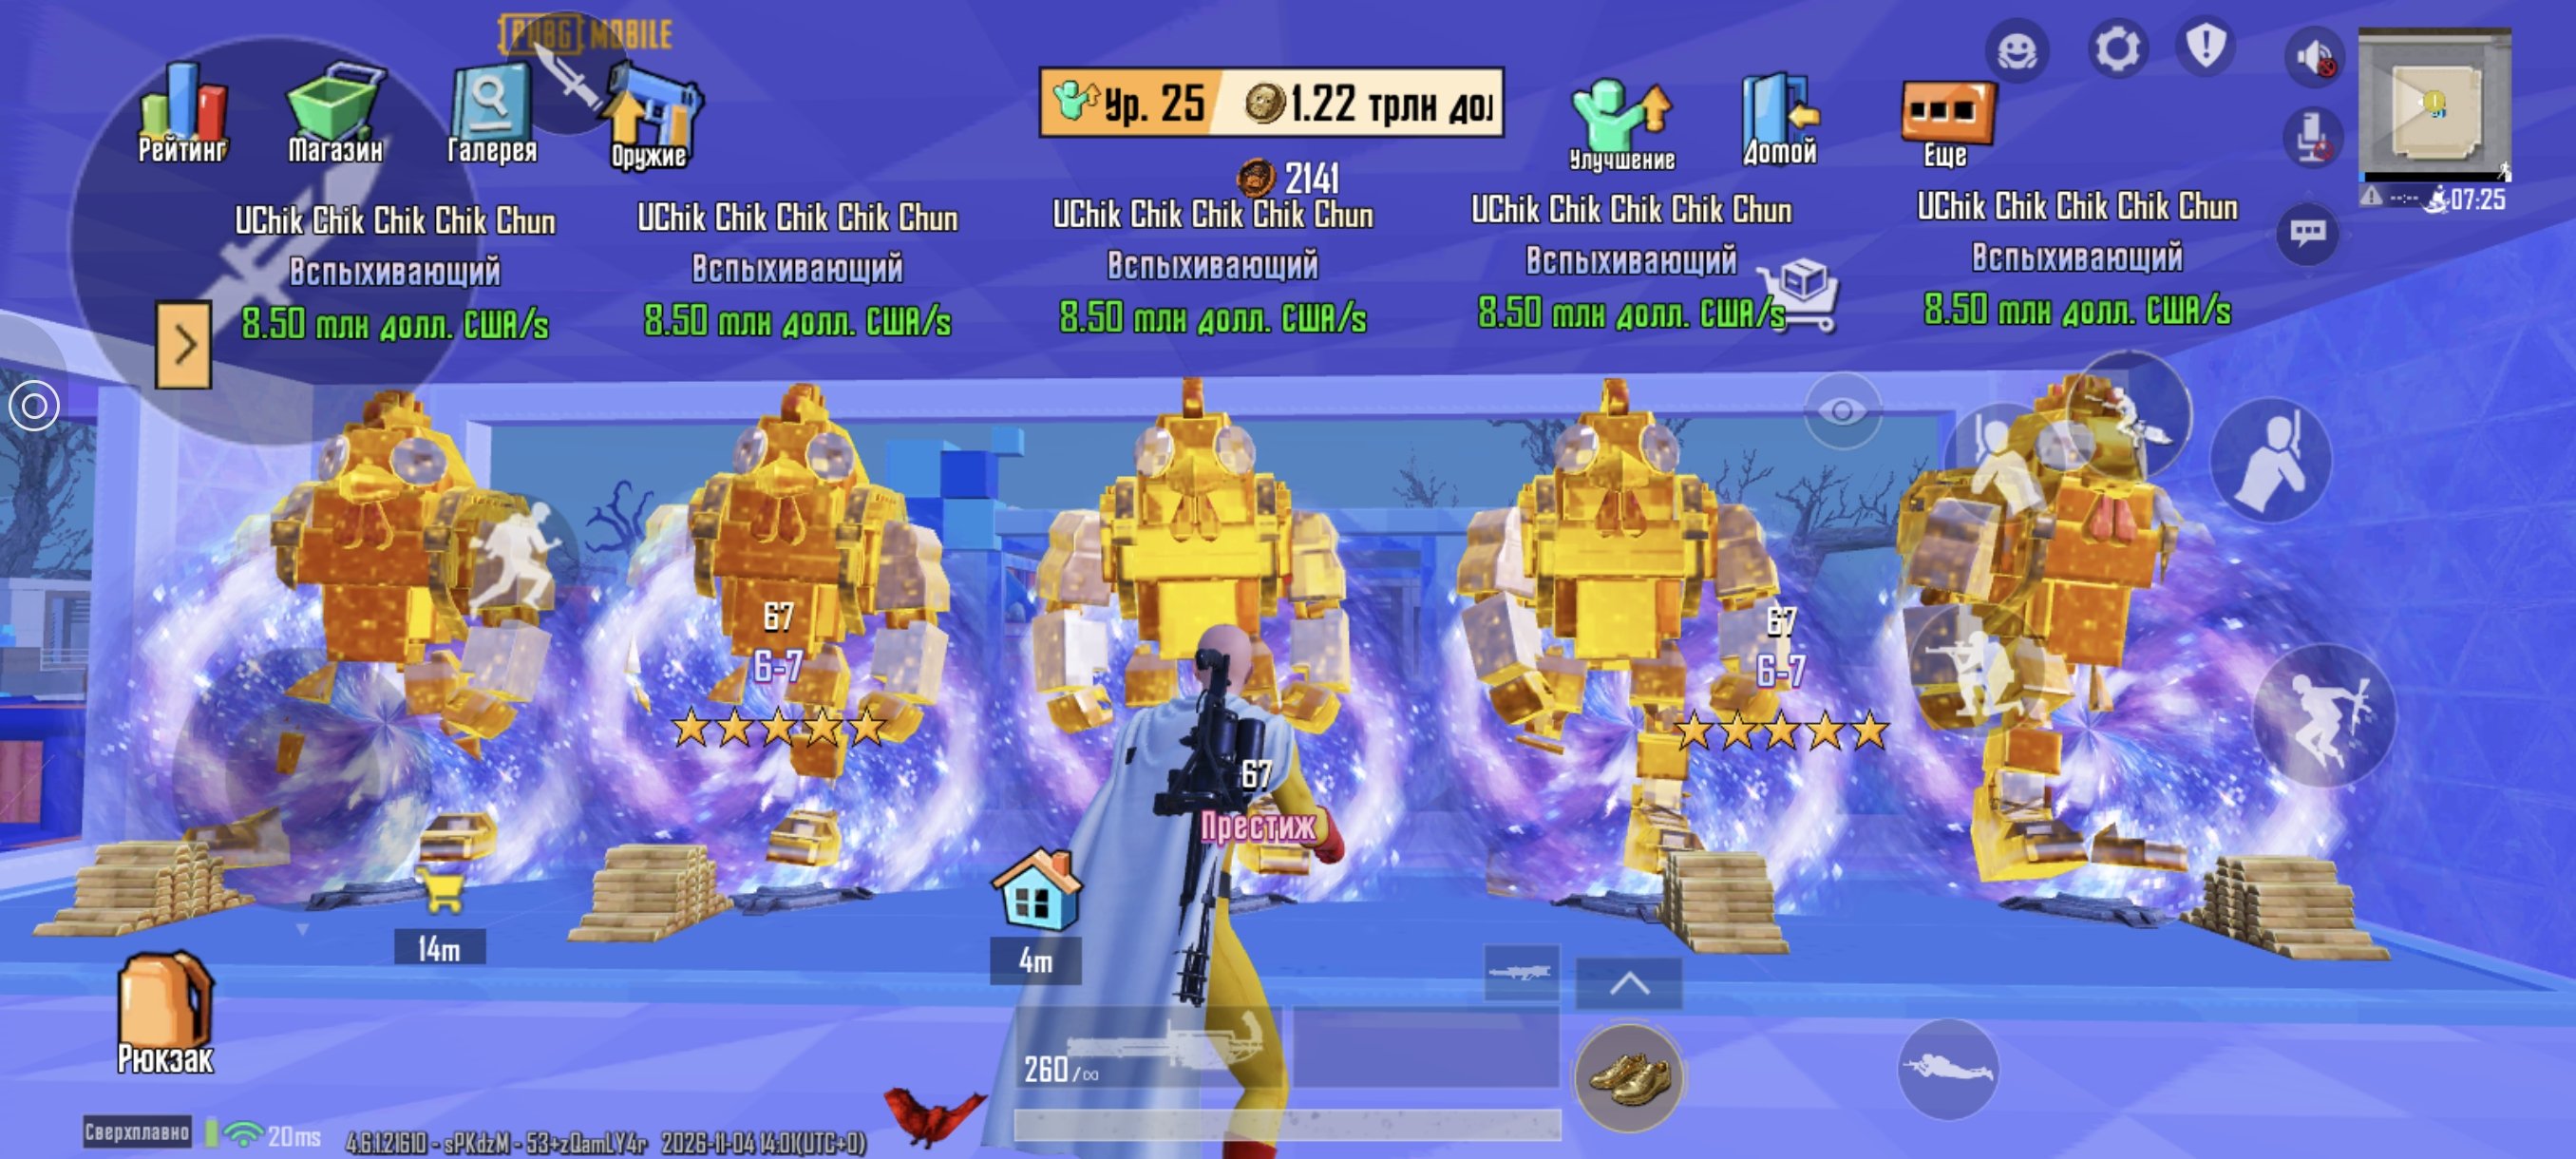 PUBG MOBILE
Рейтинг
Магазин
Галерея
Оружие
Ур. 25
1.22 трлн дол
2141
Улучшение
Домой
Еще
--:--
07:25
UChik Chik Chik Chik Chun
Вспыхивающий
8.50 млн долл. США/s
UChik Chik Chik Chik Chun
Вспыхивающий
8.50 млн долл. США/s
UChik Chik Chik Chik Chun
Вспыхивающий
8.50 млн долл. США/s
UChik Chik Chik Chik Chun
Вспыхивающий
8.50 млн долл. США/s
UChik Chik Chik Chik Chun
Вспыхивающий
8.50 млн долл. США/s
67
6-7
67
6-7
67
Престиж
14m
4m
Рюкзак
260/∞
Сверхплавно
20ms
4.6.1.21610 - sPKdzM - 53+zQamLY4r 2026-11-04 14:01(UTC+0)